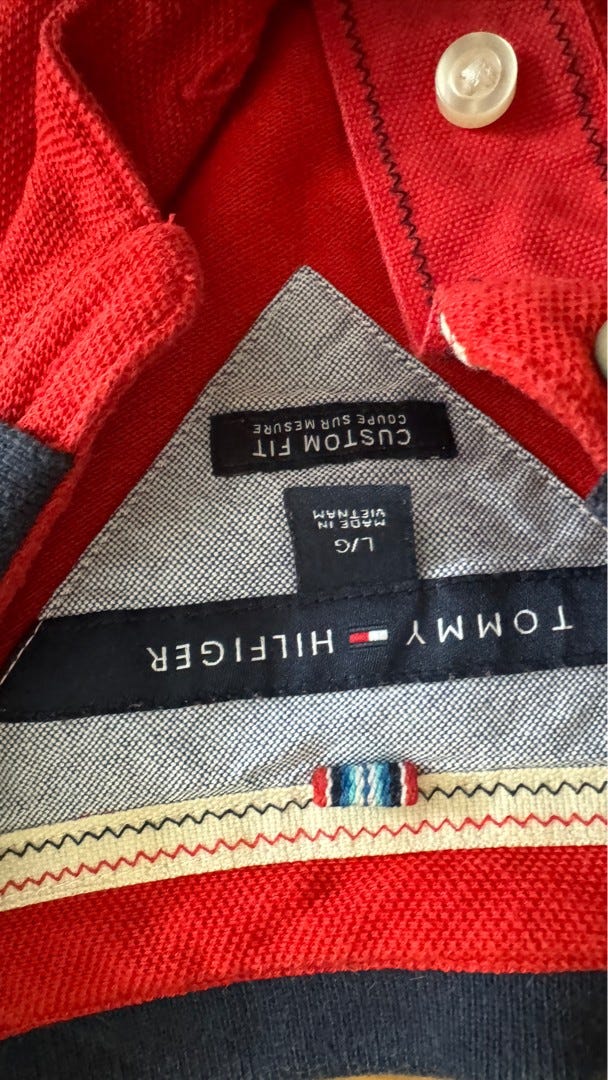 TOMMY HILFIGER
L/G
MADE IN
VIETNAM
CUSTOM FIT
COUPE SUR MESURE